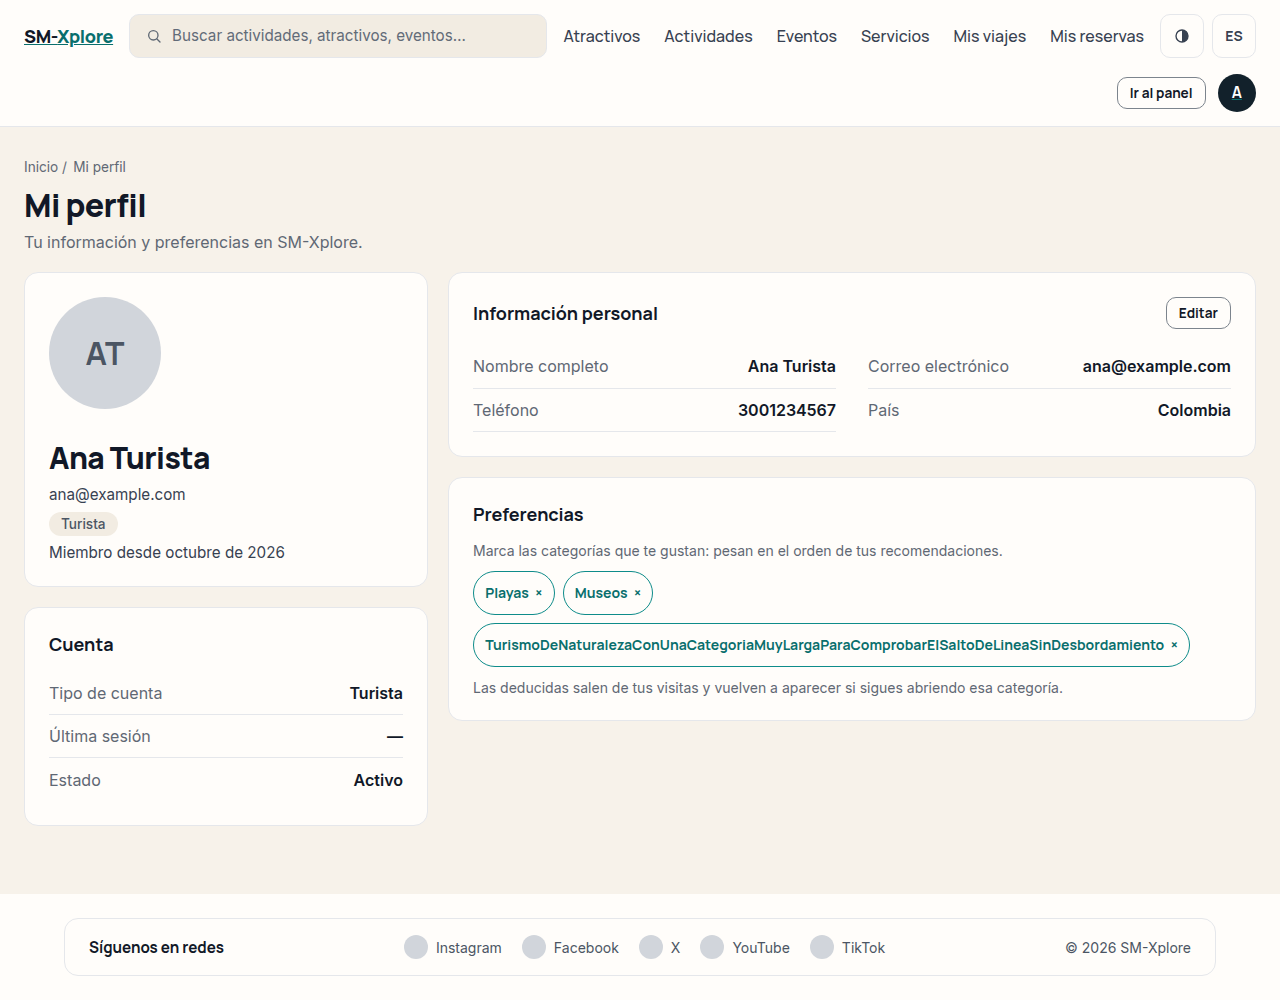 SM-Xplore
Buscar actividades, atractivos, eventos...
Atractivos
Actividades
Eventos
Servicios
Mis viajes
Mis reservas
ES
Ir al panel
A
Inicio / Mi perfil
Mi perfil
Tu información y preferencias en SM-Xplore.
AT
Ana Turista
ana@example.com
Turista
Miembro desde octubre de 2026
Cuenta
Tipo de cuenta Turista
Última sesión —
Estado Activo
Información personal
Editar
Nombre completo Ana Turista
Correo electrónico ana@example.com
Teléfono 3001234567
País Colombia
Preferencias
Marca las categorías que te gustan: pesan en el orden de tus recomendaciones.
Playas × Museos ×
TurismoDeNaturalezaConUnaCategoriaMuyLargaParaComprobarElSaltoDeLineaSinDesbordamiento ×
Las deducidas salen de tus visitas y vuelven a aparecer si sigues abriendo esa categoría.
Síguenos en redes
Instagram
Facebook
X
YouTube
TikTok
© 2026 SM-Xplore